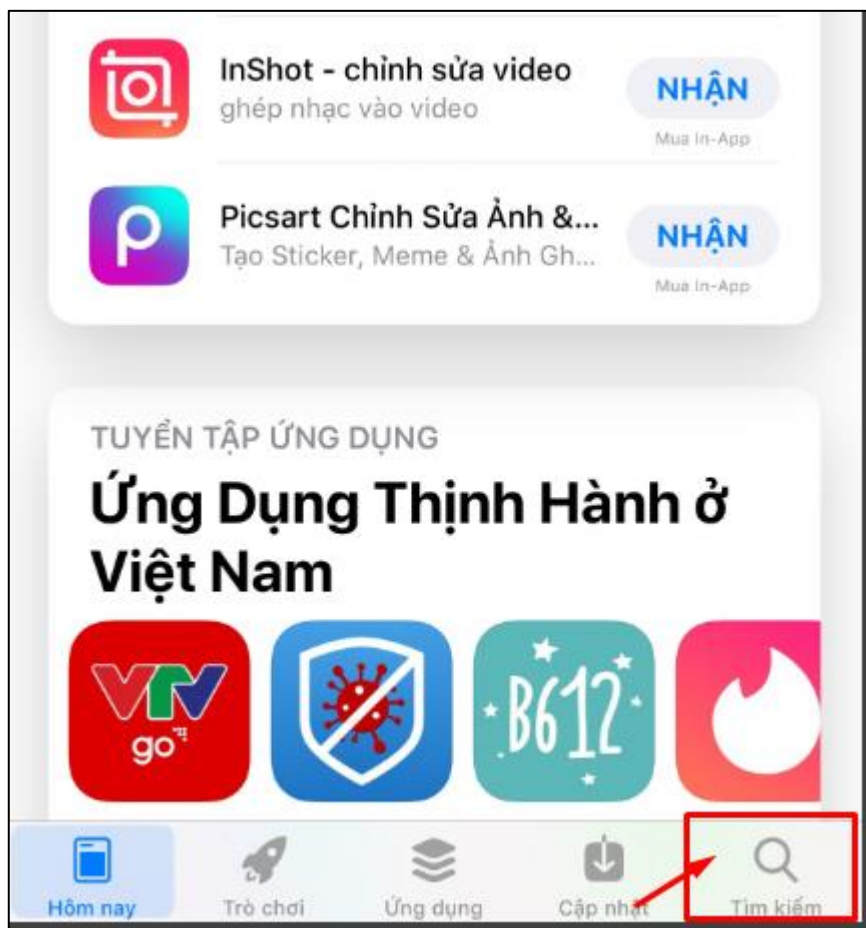 InShot - chỉnh sửa video
ghép nhạc vào video
NHẬN
Mua In-App
Picsart Chỉnh Sửa Ảnh &...
Tạo Sticker, Meme & Ảnh Gh...
NHẬN
Mua In-App
TUYỂN TẬP ỨNG DỤNG
Ứng Dụng Thịnh Hành ở
Việt Nam
VTV
go
B612
Hôm nay
Trò chơi
Ứng dụng
Cập nhật
Tìm kiếm